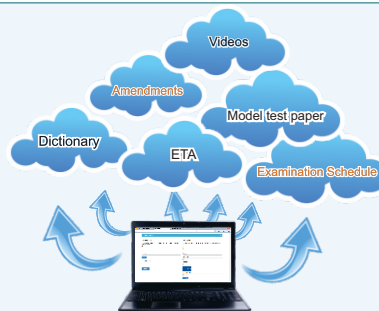 Videos
Amendments
Model test paper
Dictionary
ETA
Examination Schedule